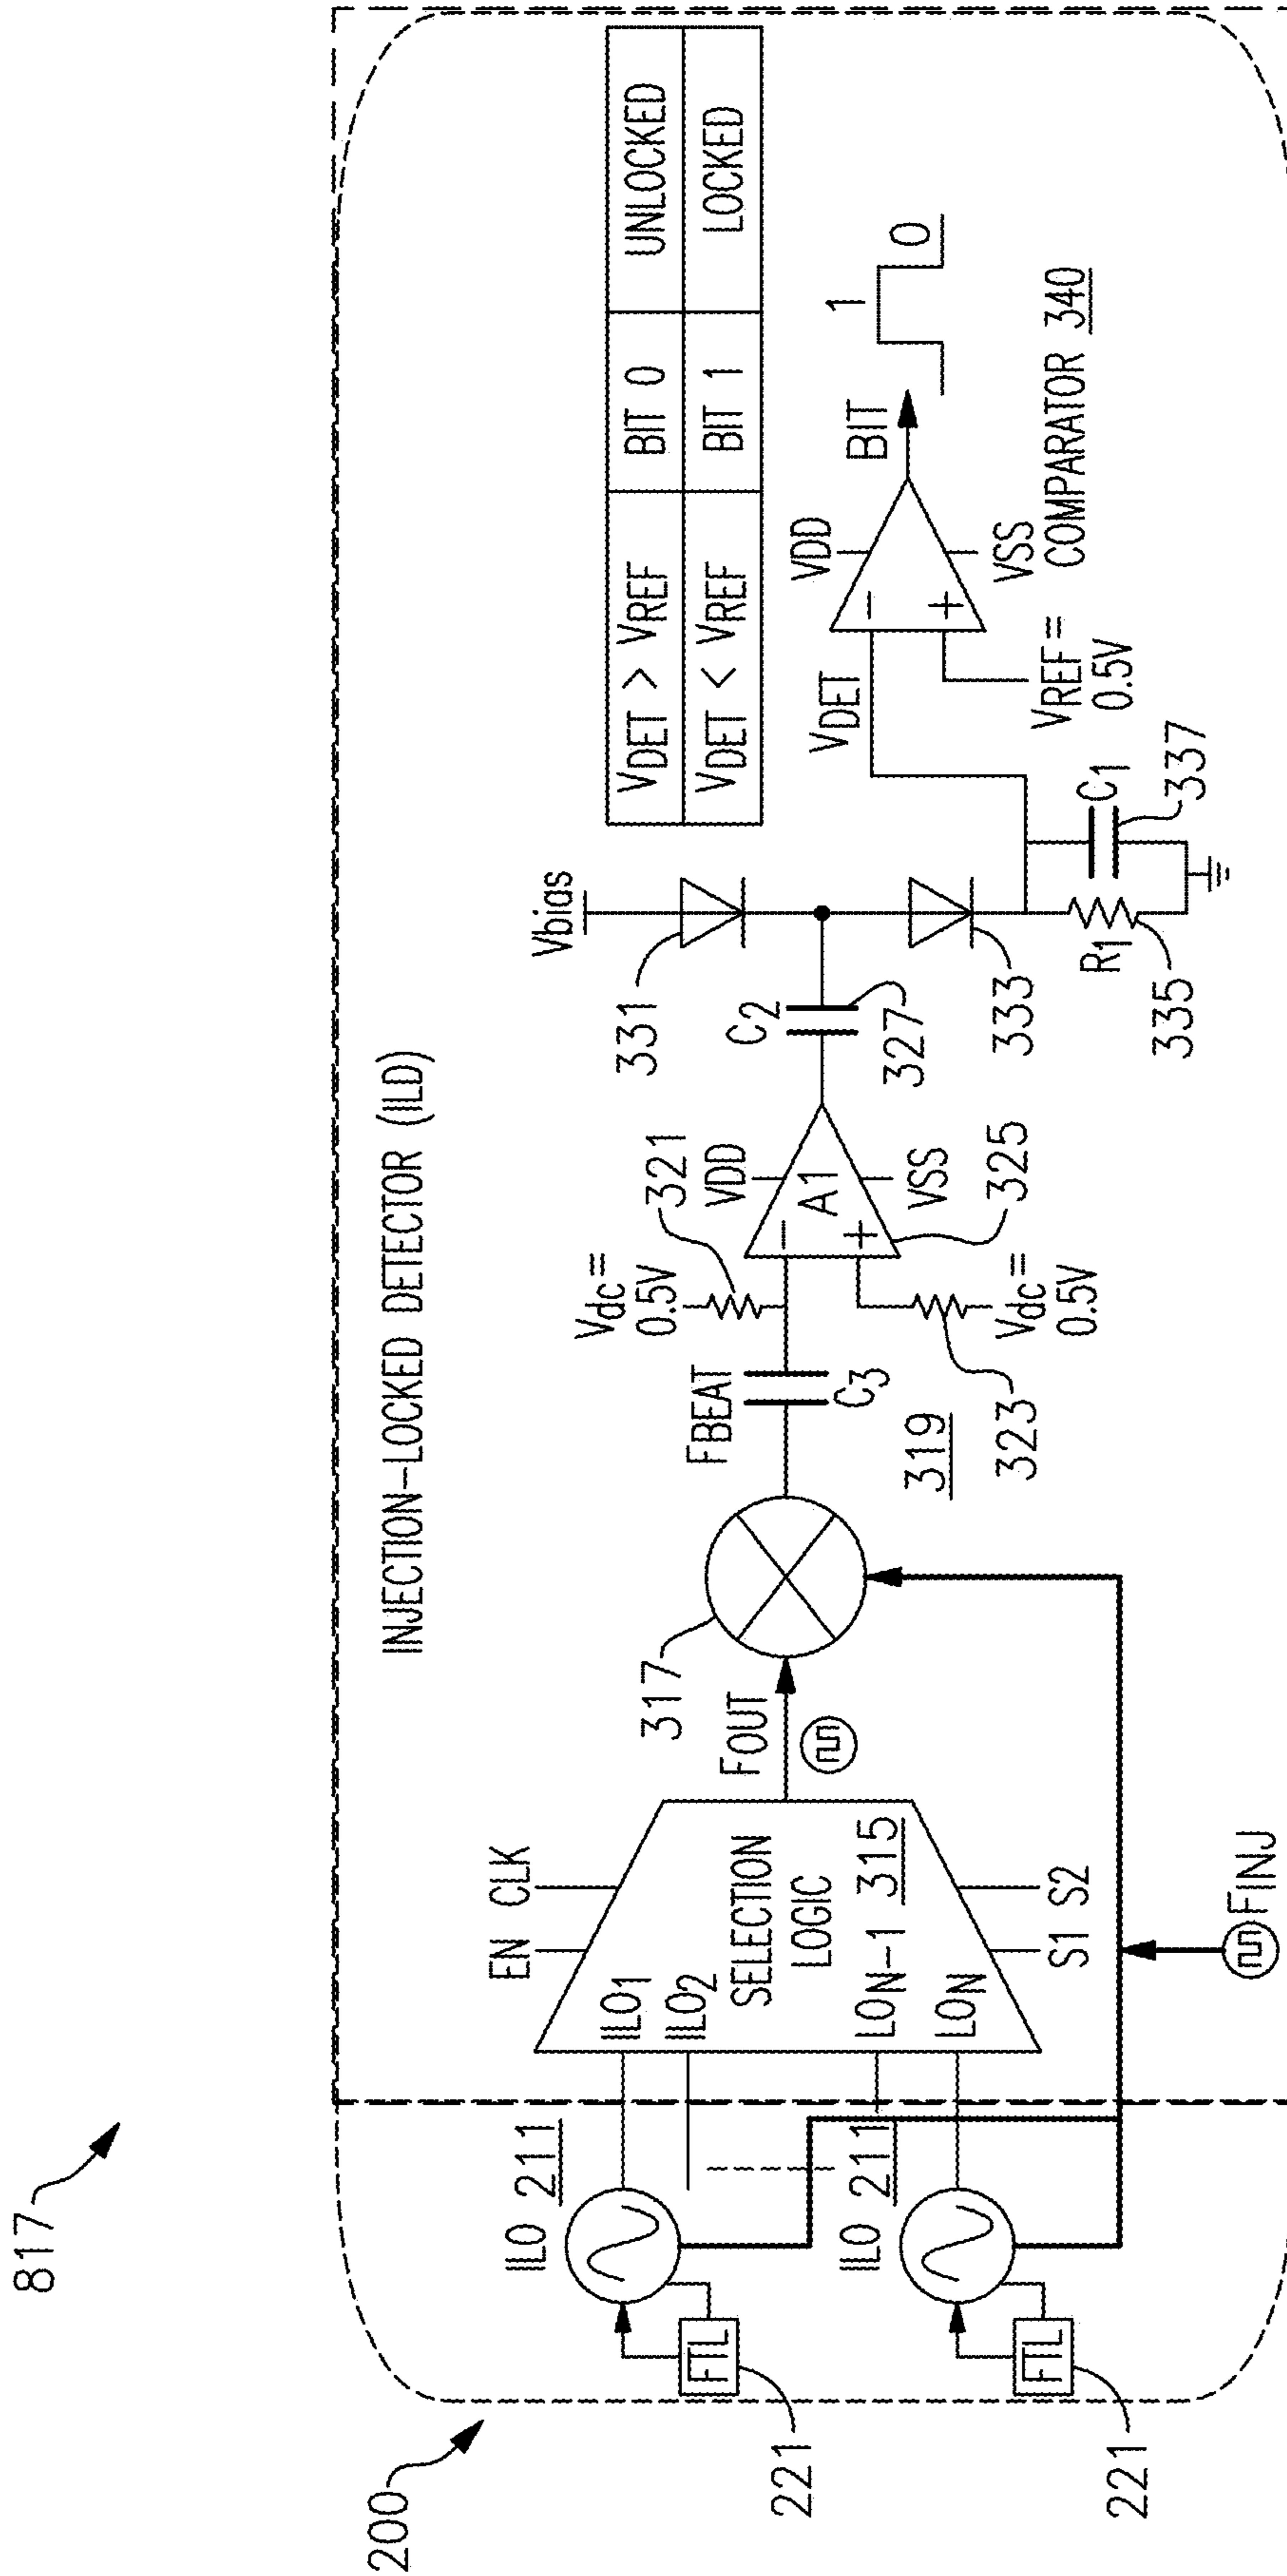 817
200
INJECTION-LOCKED DETECTOR (ILD)
VDET > VREF BIT 0 UNLOCKED
VDET < VREF BIT 1 LOCKED
ILO 211
FTL
221
ILO 211
FTL
221
EN CLK
ILO1
ILO2
SELECTION
LOGIC
LON-1 315
LON
S1 S2
FINJ
FOUT
317
FBEAT
C3
319
Vdc=
0.5V
321
VDD
A1
−
+
VSS
325
323
Vdc=
0.5V
C2
327
Vbias
331
333
R1
335
C1
337
VDET
VREF=
0.5V
VDD
−
+
VSS
COMPARATOR 340
BIT
1
0